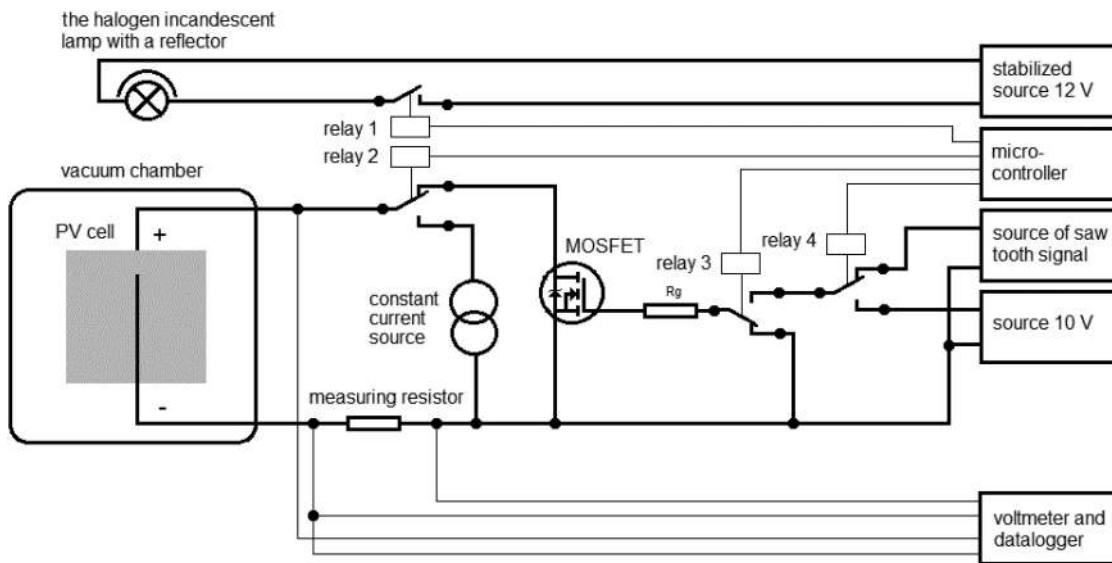 the halogen incandescent
lamp with a reflector
stabilized
source 12 V
relay 1
relay 2
micro-
controller
vacuum chamber
PV cell
+
-
MOSFET
relay 3
relay 4
source of saw
tooth signal
constant
current
source
Rg
source 10 V
measuring resistor
voltmeter and
datalogger